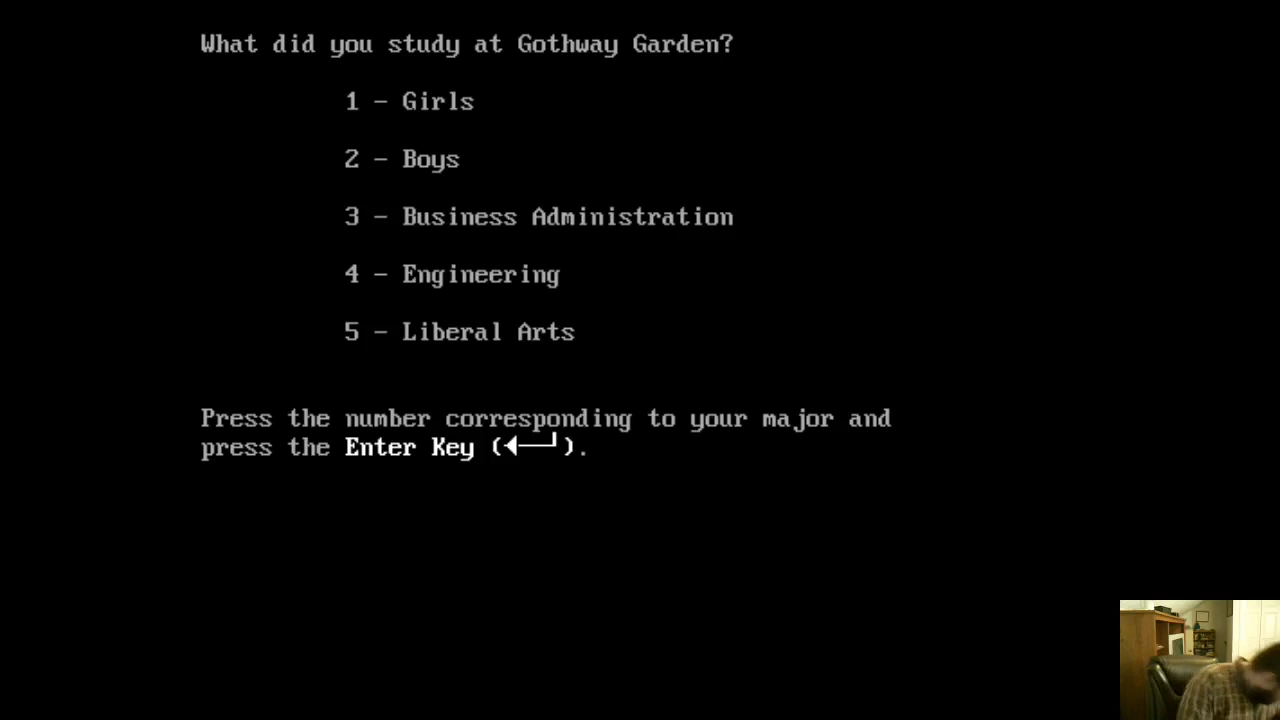 What did you study at Gothway Garden?
1 - Girls
2 - Boys
3 - Business Administration
4 - Engineering
5 - Liberal Arts
Press the number corresponding to your major and
press the Enter Key (◄─┘).